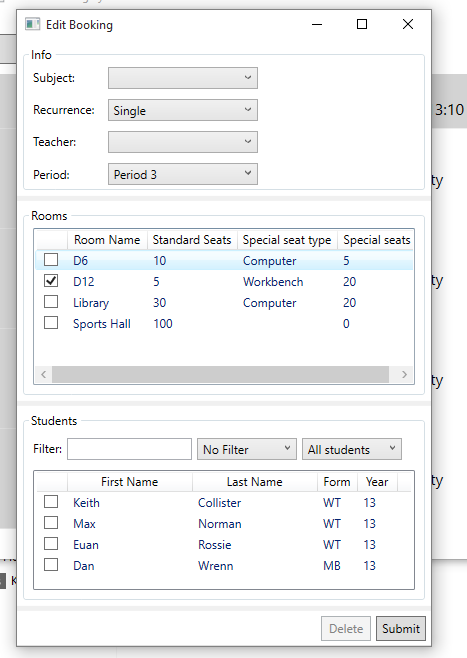 Edit Booking
Info
Subject:
Recurrence: Single
3:10
Teacher:
Period: Period 3
ty
Rooms
Room Name Standard Seats Special seat type Special seats
D6 10 Computer 5
D12 5 Workbench 20
ty
Library 30 Computer 20
Sports Hall 100 0
ty
Students
Filter: No Filter All students
First Name Last Name Form Year
ty
Keith Collister WT 13
Max Norman WT 13
Euan Rossie WT 13
Dan Wrenn MB 13
K
Delete Submit